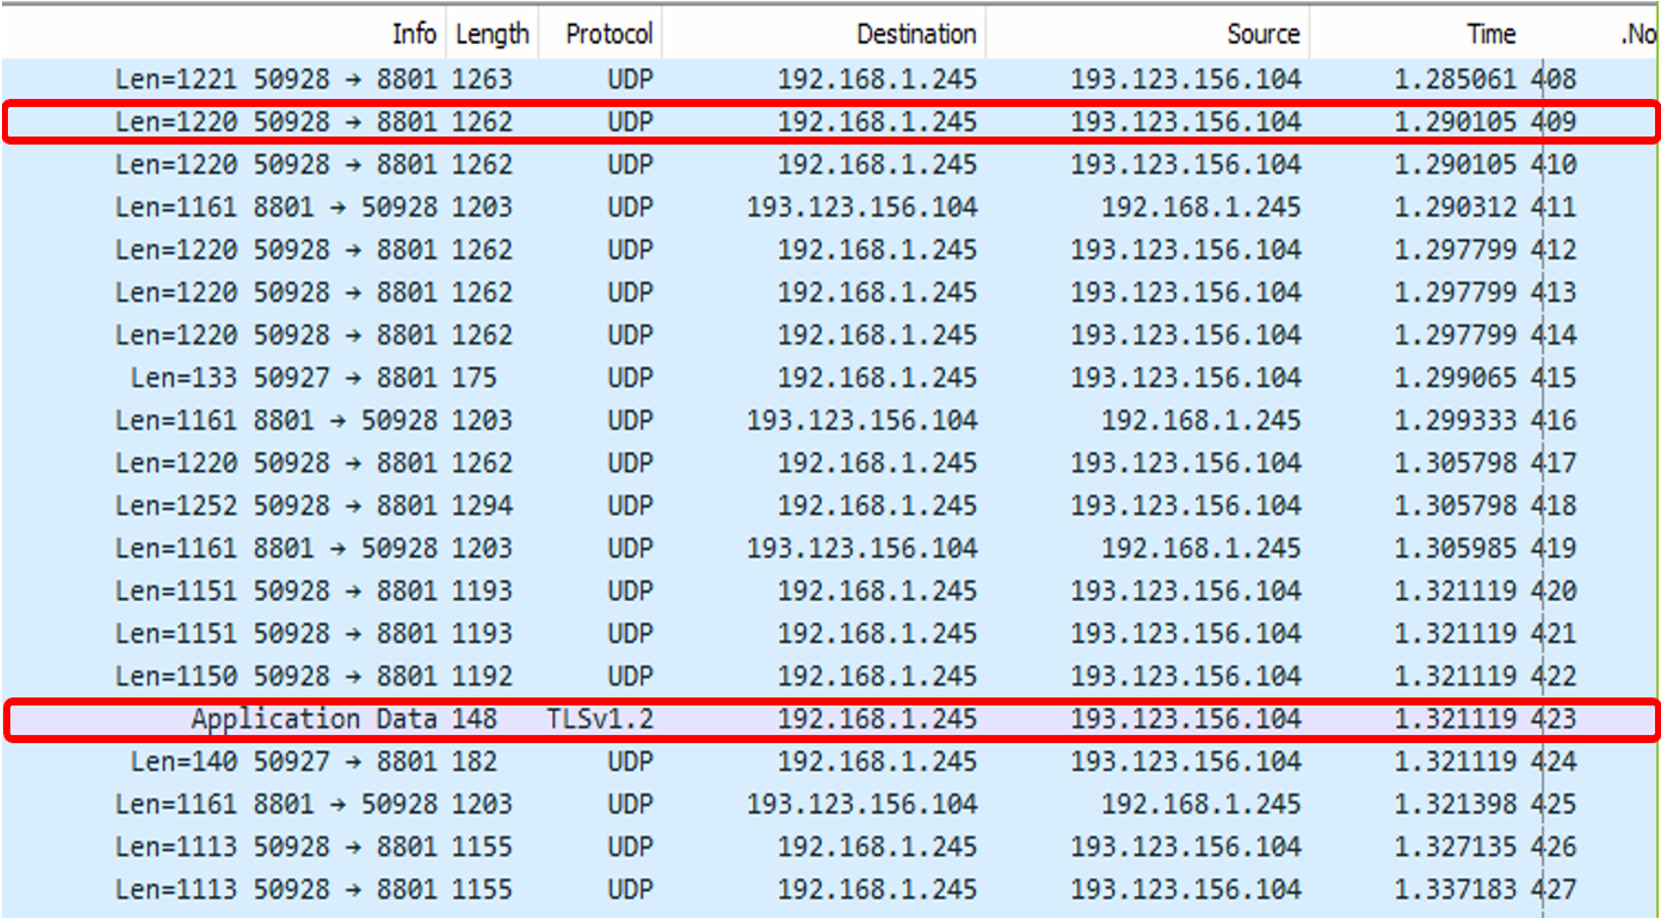 Info Length Protocol Destination Source Time .No
Len=1221 50928 → 8801 1263 UDP 192.168.1.245 193.123.156.104 1.285061 408
Len=1220 50928 → 8801 1262 UDP 192.168.1.245 193.123.156.104 1.290105 409
Len=1220 50928 → 8801 1262 UDP 192.168.1.245 193.123.156.104 1.290105 410
Len=1161 8801 → 50928 1203 UDP 193.123.156.104 192.168.1.245 1.290312 411
Len=1220 50928 → 8801 1262 UDP 192.168.1.245 193.123.156.104 1.297799 412
Len=1220 50928 → 8801 1262 UDP 192.168.1.245 193.123.156.104 1.297799 413
Len=1220 50928 → 8801 1262 UDP 192.168.1.245 193.123.156.104 1.297799 414
Len=133 50927 → 8801 175 UDP 192.168.1.245 193.123.156.104 1.299065 415
Len=1161 8801 → 50928 1203 UDP 193.123.156.104 192.168.1.245 1.299333 416
Len=1220 50928 → 8801 1262 UDP 192.168.1.245 193.123.156.104 1.305798 417
Len=1252 50928 → 8801 1294 UDP 192.168.1.245 193.123.156.104 1.305798 418
Len=1161 8801 → 50928 1203 UDP 193.123.156.104 192.168.1.245 1.305985 419
Len=1151 50928 → 8801 1193 UDP 192.168.1.245 193.123.156.104 1.321119 420
Len=1151 50928 → 8801 1193 UDP 192.168.1.245 193.123.156.104 1.321119 421
Len=1150 50928 → 8801 1192 UDP 192.168.1.245 193.123.156.104 1.321119 422
Application Data 148 TLSv1.2 192.168.1.245 193.123.156.104 1.321119 423
Len=140 50927 → 8801 182 UDP 192.168.1.245 193.123.156.104 1.321119 424
Len=1161 8801 → 50928 1203 UDP 193.123.156.104 192.168.1.245 1.321398 425
Len=1113 50928 → 8801 1155 UDP 192.168.1.245 193.123.156.104 1.327135 426
Len=1113 50928 → 8801 1155 UDP 192.168.1.245 193.123.156.104 1.337183 427